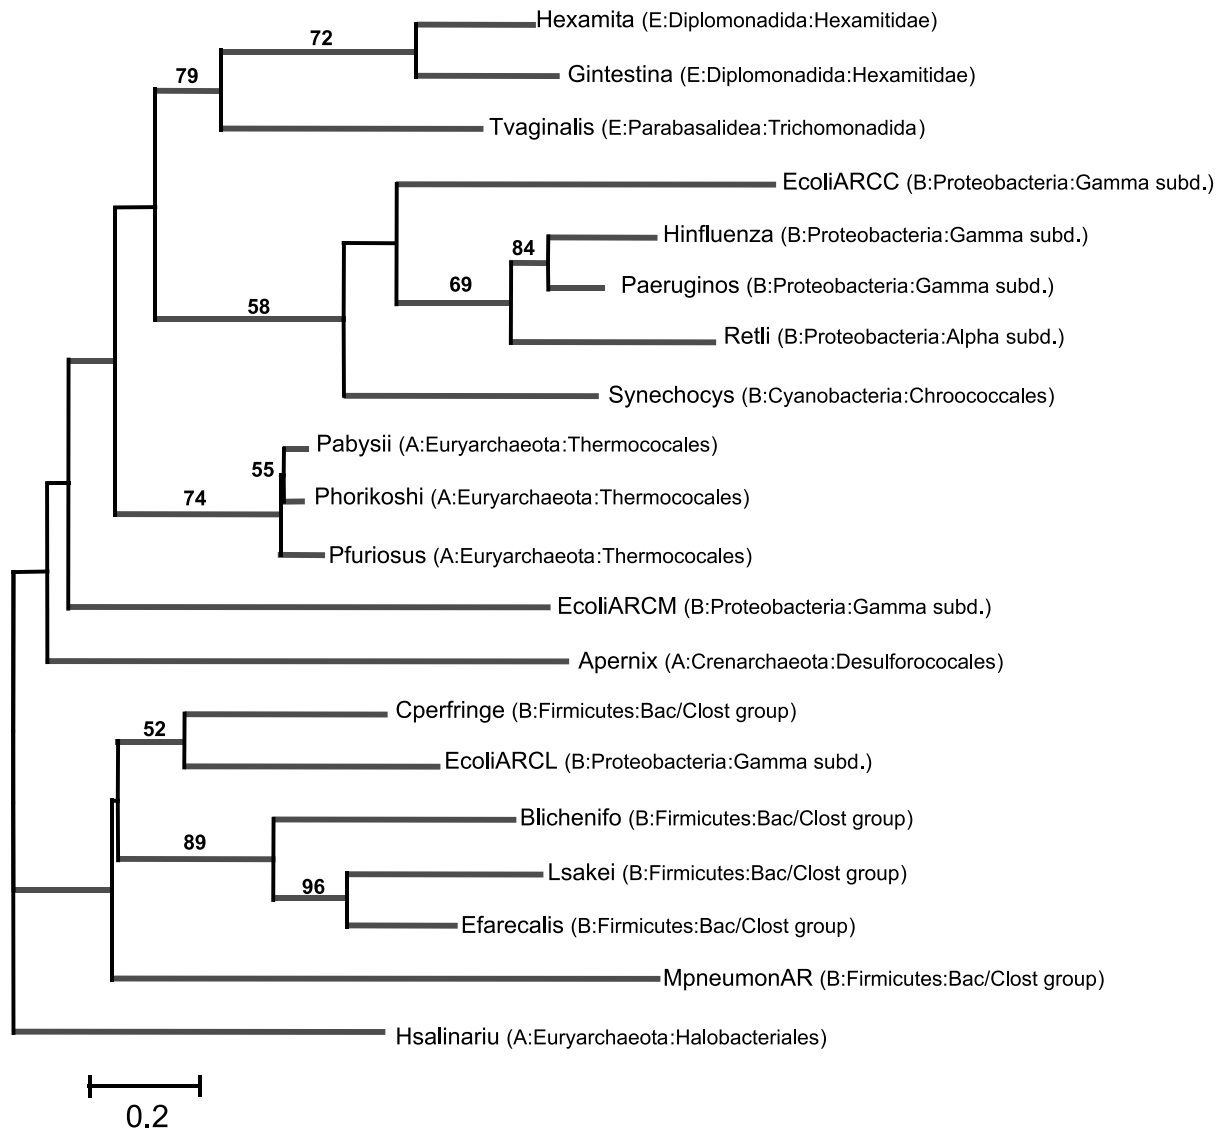 Hexamita (E:Diplomonadida:Hexamitidae)
72
79
Gintestina (E:Diplomonadida:Hexamitidae)
Tvaginalis (E:Parabasalidea:Trichomonadida)
EcoliARCC (B:Proteobacteria:Gamma subd.)
Hinfluenza (B:Proteobacteria:Gamma subd.)
84
69
Paeruginos (B:Proteobacteria:Gamma subd.)
58
Retli (B:Proteobacteria:Alpha subd.)
Synechocys (B:Cyanobacteria:Chroococcales)
Pabysii (A:Euryarchaeota:Thermococales)
55
74
Phorikoshi (A:Euryarchaeota:Thermococales)
Pfuriosus (A:Euryarchaeota:Thermococales)
EcoliARCM (B:Proteobacteria:Gamma subd.)
Apernix (A:Crenarchaeota:Desulforococales)
Cperfringe (B:Firmicutes:Bac/Clost group)
52
EcoliARCL (B:Proteobacteria:Gamma subd.)
Blichenifo (B:Firmicutes:Bac/Clost group)
89
Lsakei (B:Firmicutes:Bac/Clost group)
96
Efarecalis (B:Firmicutes:Bac/Clost group)
MpneumonAR (B:Firmicutes:Bac/Clost group)
Hsalinariu (A:Euryarchaeota:Halobacteriales)
0.2